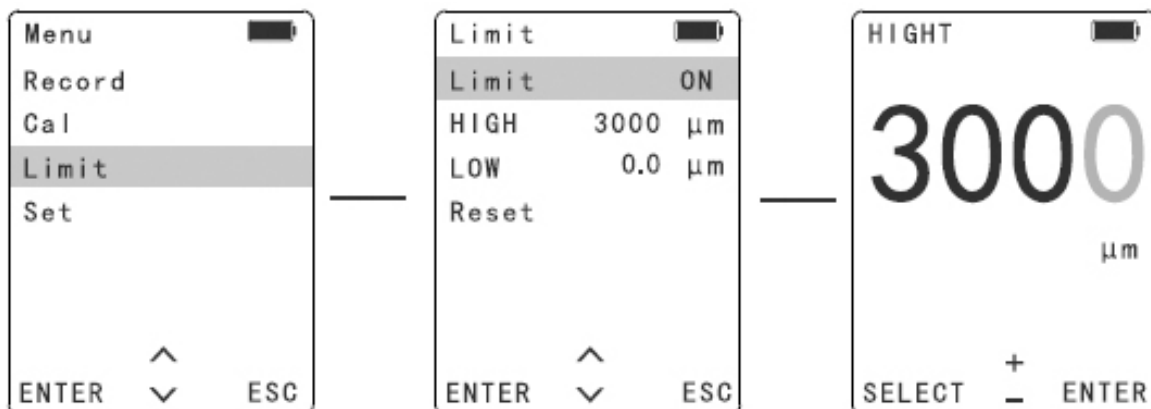 Menu
Record
Cal
Limit
Set
ENTER ESC
Limit
Limit ON
HIGH 3000 μm
LOW 0.0 μm
Reset
ENTER ESC
HIGHT
3000
μm
+
SELECT – ENTER